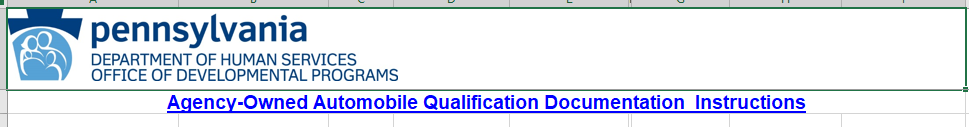 pennsylvania
DEPARTMENT OF HUMAN SERVICES
OFFICE OF DEVELOPMENTAL PROGRAMS
Agency-Owned Automobile Qualification Documentation  Instructions